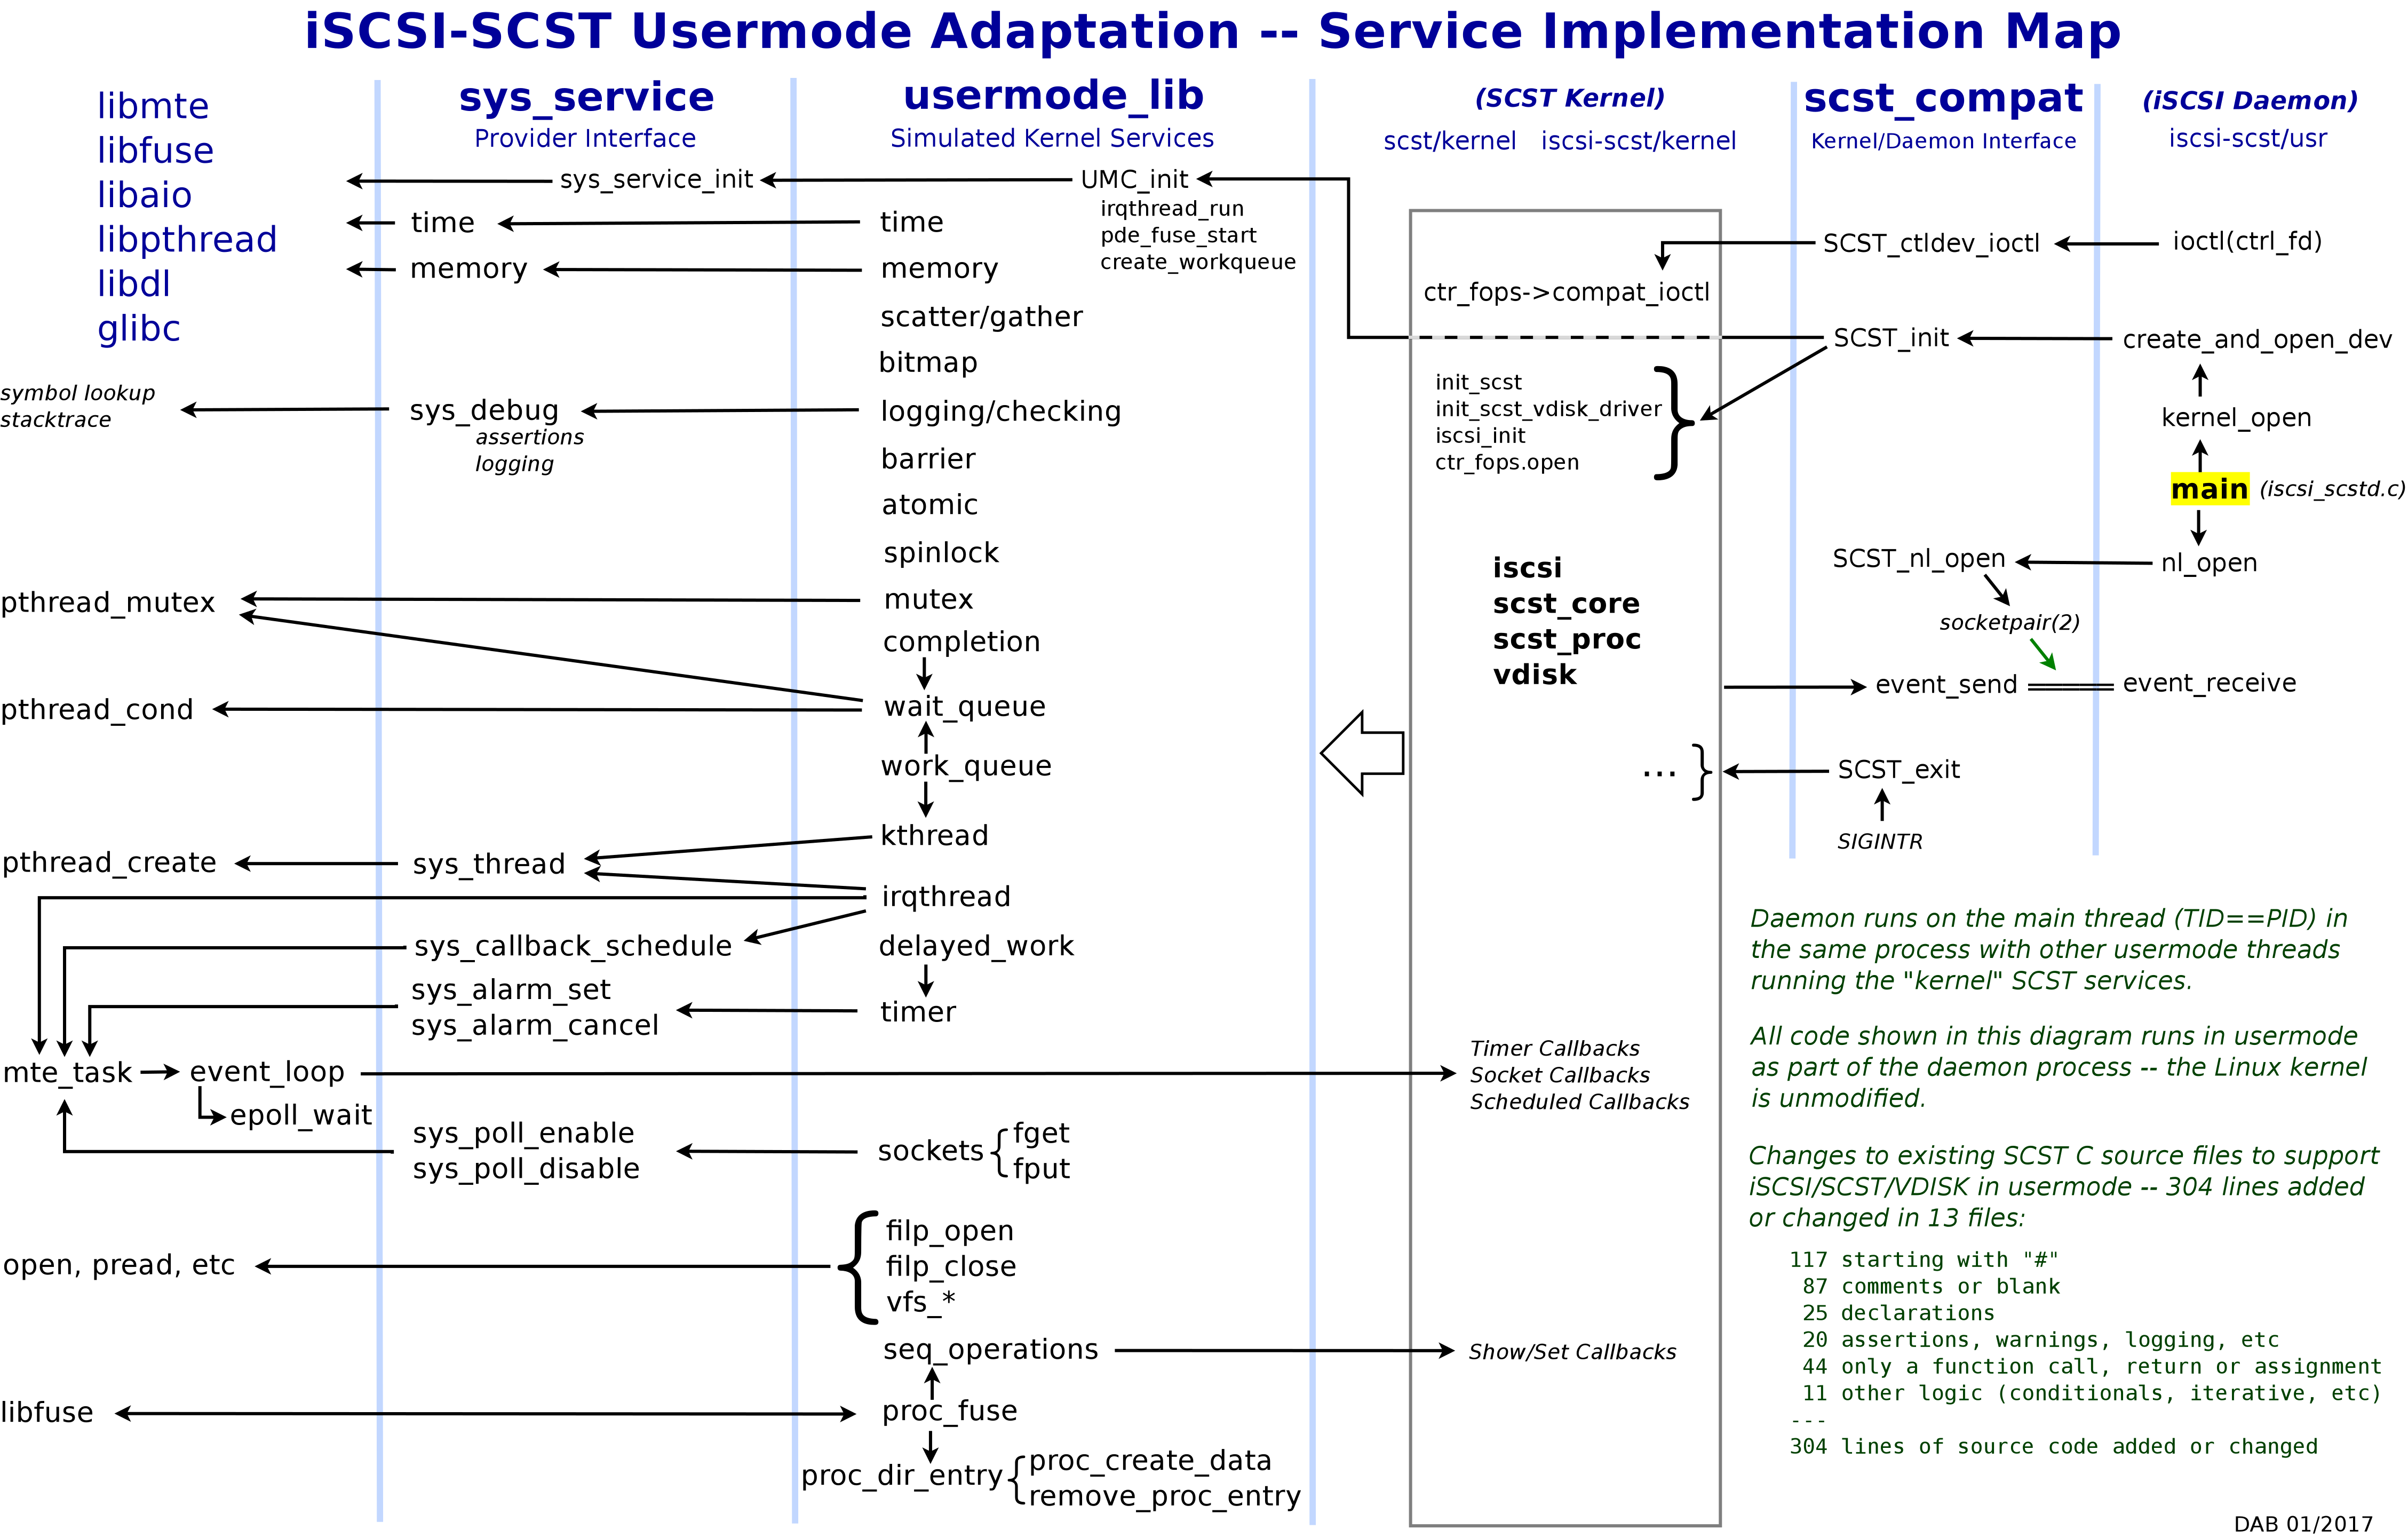 iSCSI-SCST Usermode Adaptation -- Service Implementation Map
libmte
libfuse
libaio
libpthread
libdl
glibc
symbol lookup
stacktrace
pthread_mutex
pthread_cond
pthread_create
mte_task
event_loop
epoll_wait
open, pread, etc
libfuse
sys_service
Provider Interface
sys_service_init
time
memory
sys_debug
assertions
logging
sys_thread
sys_callback_schedule
sys_alarm_set
sys_alarm_cancel
sys_poll_enable
sys_poll_disable
usermode_lib
Simulated Kernel Services
UMC_init
irqthread_run
pde_fuse_start
create_workqueue
time
memory
scatter/gather
bitmap
logging/checking
barrier
atomic
spinlock
mutex
completion
wait_queue
work_queue
kthread
irqthread
delayed_work
timer
sockets
fget
fput
filp_open
filp_close
vfs_*
seq_operations
proc_fuse
proc_dir_entry
proc_create_data
remove_proc_entry
(SCST Kernel)
scst/kernel iscsi-scst/kernel
ctr_fops->compat_ioctl
init_scst
init_scst_vdisk_driver
iscsi_init
ctr_fops.open
iscsi
scst_core
scst_proc
vdisk
...
Timer Callbacks
Socket Callbacks
Scheduled Callbacks
Show/Set Callbacks
scst_compat
Kernel/Daemon Interface
SCST_ctldev_ioctl
SCST_init
SCST_nl_open
socketpair(2)
event_send
SCST_exit
SIGINTR
(iSCSI Daemon)
iscsi-scst/usr
ioctl(ctrl_fd)
create_and_open_dev
kernel_open
main (iscsi_scstd.c)
nl_open
event_receive
Daemon runs on the main thread (TID==PID) in
the same process with other usermode threads
running the "kernel" SCST services.
All code shown in this diagram runs in usermode
as part of the daemon process -- the Linux kernel
is unmodified.
Changes to existing SCST C source files to support
iSCSI/SCST/VDISK in usermode -- 304 lines added
or changed in 13 files:
117 starting with "#"
87 comments or blank
25 declarations
20 assertions, warnings, logging, etc
44 only a function call, return or assignment
11 other logic (conditionals, iterative, etc)
---
304 lines of source code added or changed
DAB 01/2017